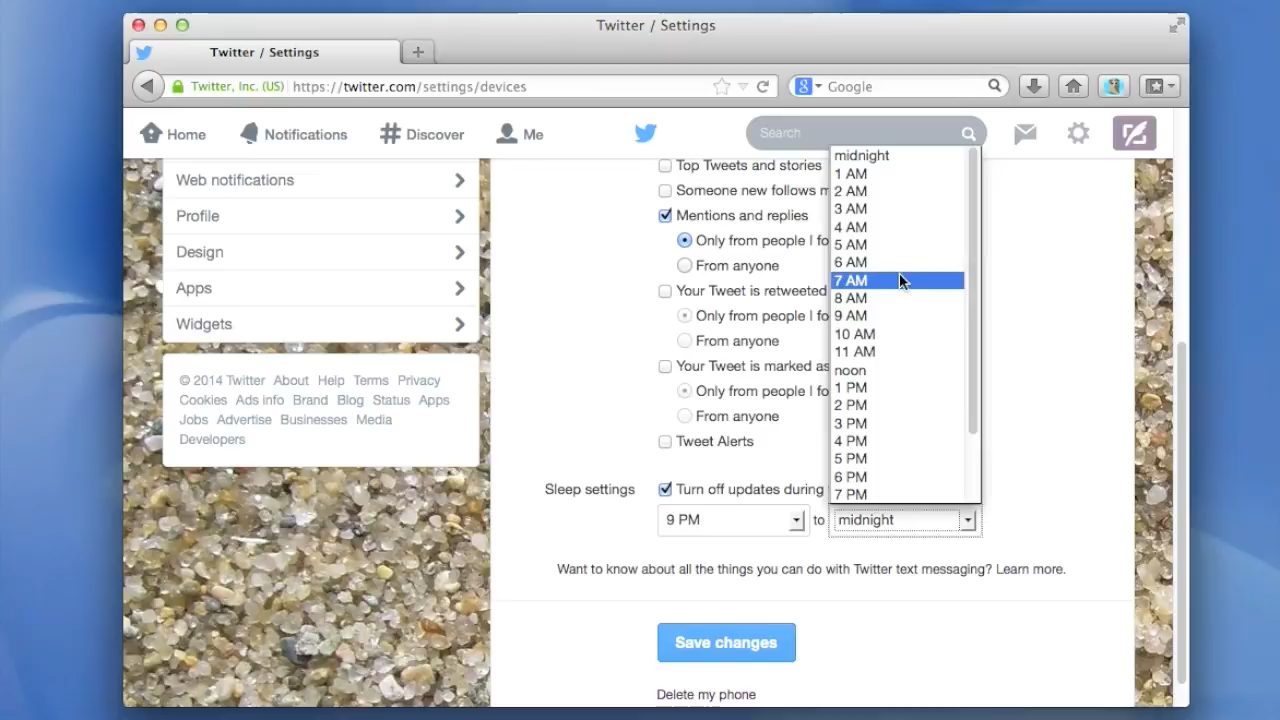 Twitter / Settings
Twitter / Settings
Twitter, Inc. (US) https://twitter.com/settings/devices
Google
Home
Notifications
Discover
Me
Search
Web notifications
Profile
Design
Apps
Widgets
© 2014 Twitter About Help Terms Privacy
Cookies Ads info Brand Blog Status Apps
Jobs Advertise Businesses Media
Developers
Top Tweets and stories
Someone new follows
Mentions and replies
Only from people I
From anyone
Your Tweet is retweeted
Only from people I
From anyone
Your Tweet is marked as
Only from people I
From anyone
Tweet Alerts
Sleep settings
Turn off updates during
9 PM to midnight
midnight
1 AM
2 AM
3 AM
4 AM
5 AM
6 AM
7 AM
8 AM
9 AM
10 AM
11 AM
noon
1 PM
2 PM
3 PM
4 PM
5 PM
6 PM
7 PM
Want to know about all the things you can do with Twitter text messaging? Learn more.
Save changes
Delete my phone